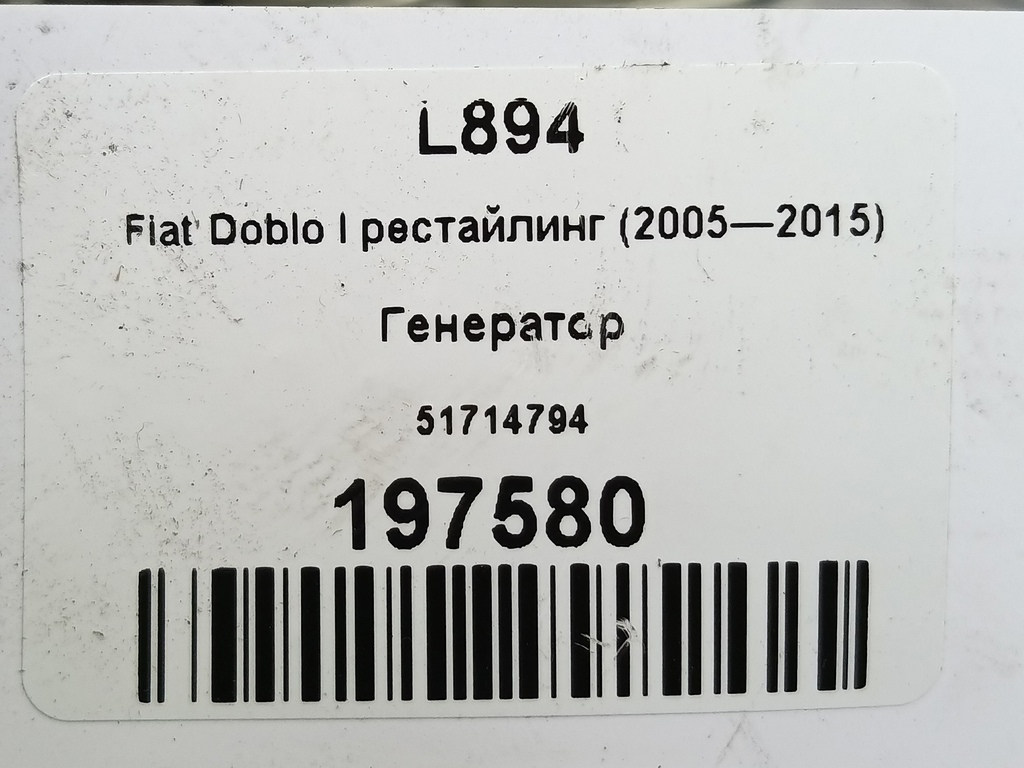 L894
Fiat Doblo I рестайлинг (2005—2015)
Генератор
51714794
197580